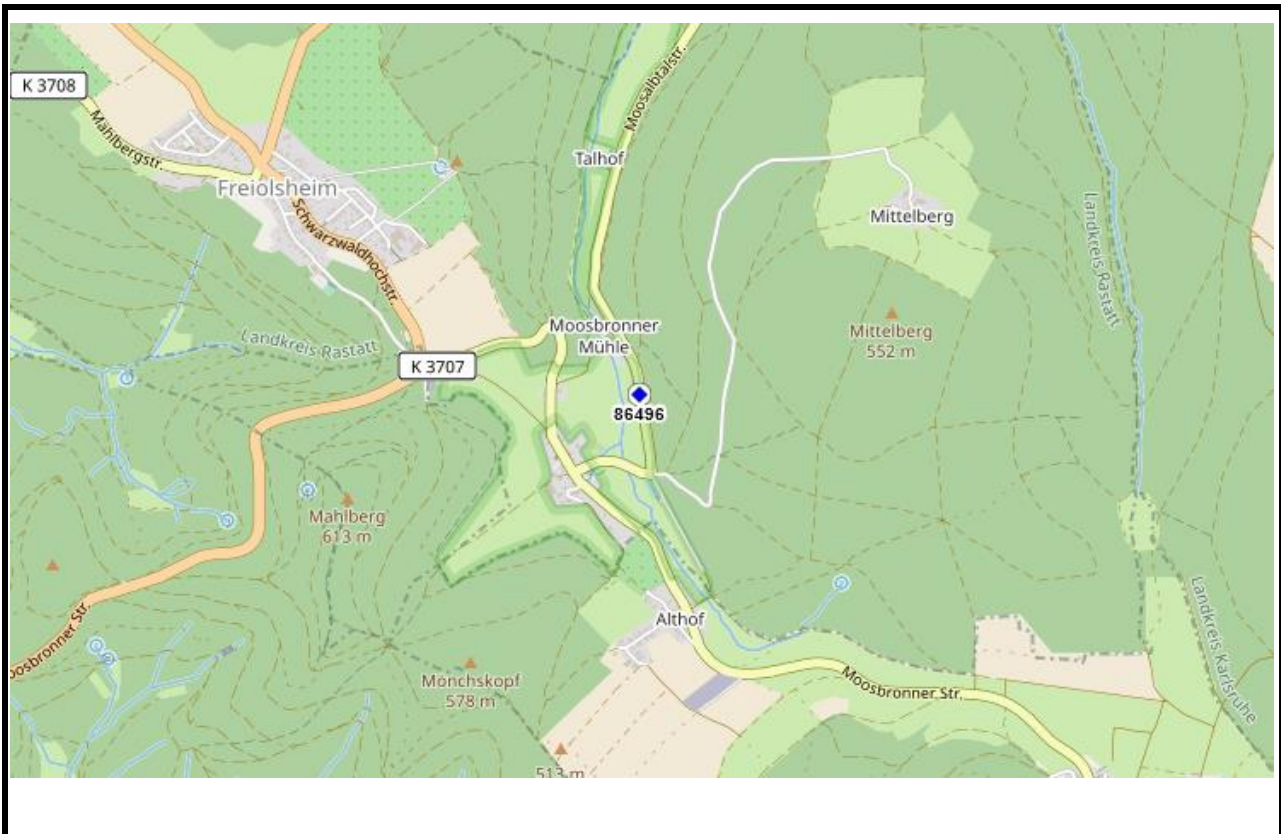 K 3708
Mahlbergstr.
Freiolsheim
Schwarzwaldhochstr.
Moosalbtalstr.
Talhof
Mittelberg
Landkreis Rastatt
Moosbronner
Mühle
Mittelberg
552 m
Landkreis Rastatt
K 3707
86496
Mahlberg
613 m
Althof
Landkreis Karlsruhe
oosbronner Str.
Mönchskopf
578 m
Moosbronner Str.
513 m